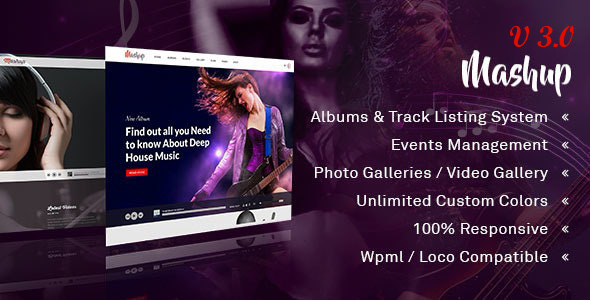 V 3.0
Mashup
Albums & Track Listing System «
Events Management «
Photo Galleries / Video Gallery «
Unlimited Custom Colors «
100% Responsive «
Wpml / Loco Compatible «
Mashup
Mashup
New Album
Find out all you Need
to know About Deep
House Music
Latest Videos